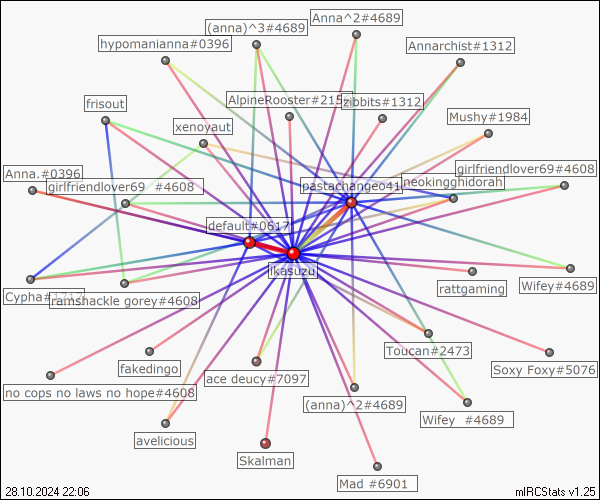 Anna^2#4689
(anna)^3#4689
hypomanianna#0396
Annarchist#1312
frisout
AlpineRooster#215
zibbits#1312
Mushy#1984
xenoyaut
Anna.#0396
girlfriendlover69 #4608
pastachangeo41
neokingghidorah
girlfriendlover69#4608
default#0617
ikasuzu
Cypha#1717
ramshackle gorey#4608
rattgaming
Wifey#4689
Toucan#2473
Soxy Foxy#5076
fakedingo
ace deucy#7097
no cops no laws no hope#4608
(anna)^2#4689
Wifey #4689
avelicious
Skalman
Mad #6901
28.10.2024 22:06
mIRCStats v1.25